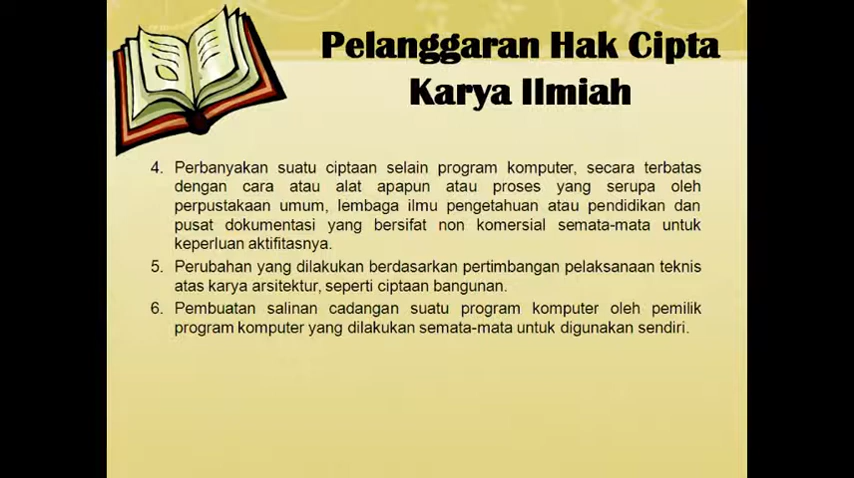 Pelanggaran Hak Cipta
Karya Ilmiah
4. Perbanyakan suatu ciptaan selain program komputer, secara terbatas
dengan cara atau alat apapun atau proses yang serupa oleh
perpustakaan umum, lembaga ilmu pengetahuan atau pendidikan dan
pusat dokumentasi yang bersifat non komersial semata-mata untuk
keperluan aktifitasnya.
5. Perubahan yang dilakukan berdasarkan pertimbangan pelaksanaan teknis
atas karya arsitektur, seperti ciptaan bangunan.
6. Pembuatan salinan cadangan suatu program komputer oleh pemilik
program komputer yang dilakukan semata-mata untuk digunakan sendiri.